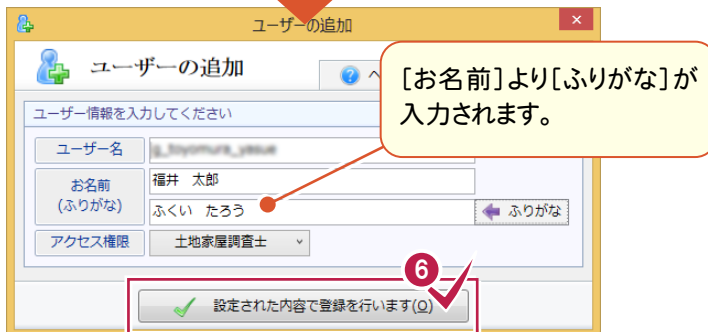 ユーザーの追加
ユーザーの追加
[お名前]より[ふりがな]が
入力されます。
ユーザー情報を入力してください
ユーザー名
お名前
(ふりがな)
福井 太郎
ふくい たろう
ふりがな
アクセス権限
土地家屋調査士
6
設定された内容で登録を行います(O)